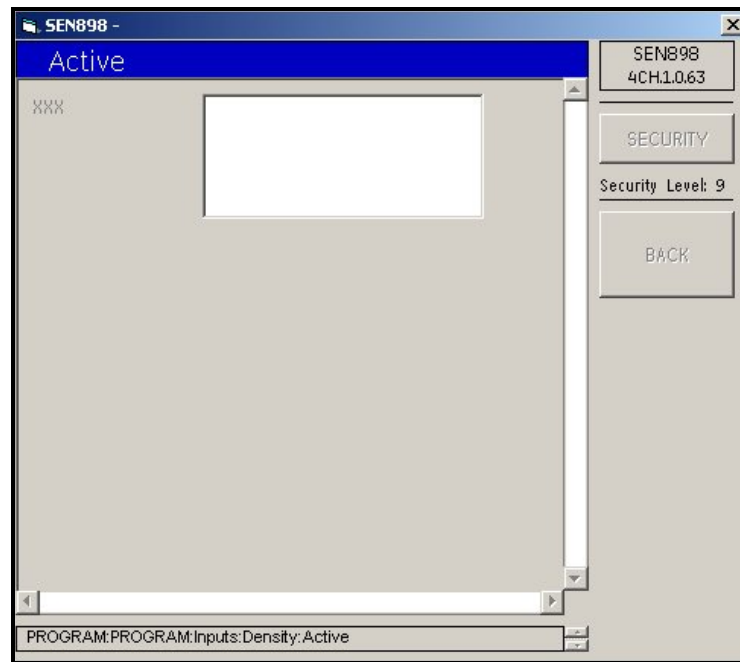 SEN898 -
Active
SEN898
4CH.1.0.63
XXX
SECURITY
Security Level: 9
BACK
PROGRAM:PROGRAM:Inputs:Density:Active